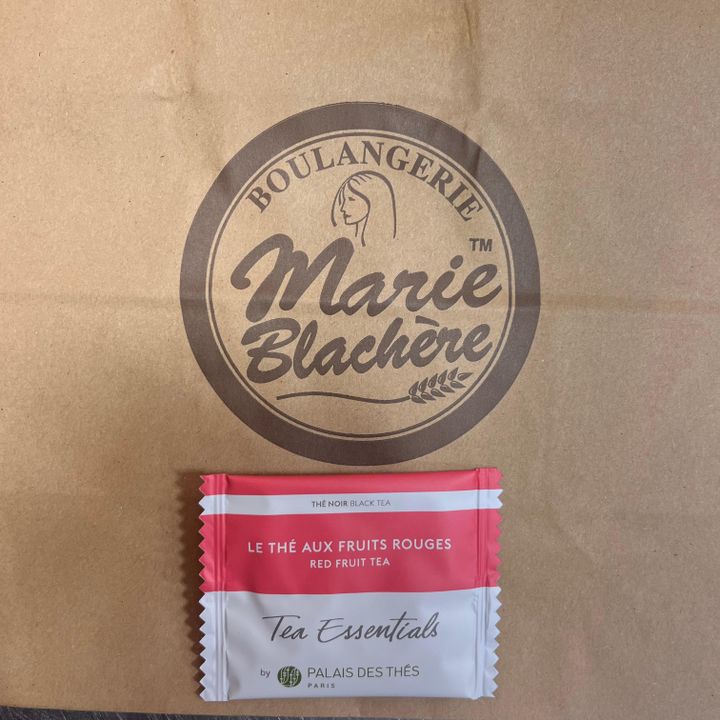 BOULANGERIE
Marie TM
Blachère
THÉ NOIR BLACK TEA
LE THÉ AUX FRUITS ROUGES
RED FRUIT TEA
Tea Essentials
by PALAIS DES THÉS
PARIS